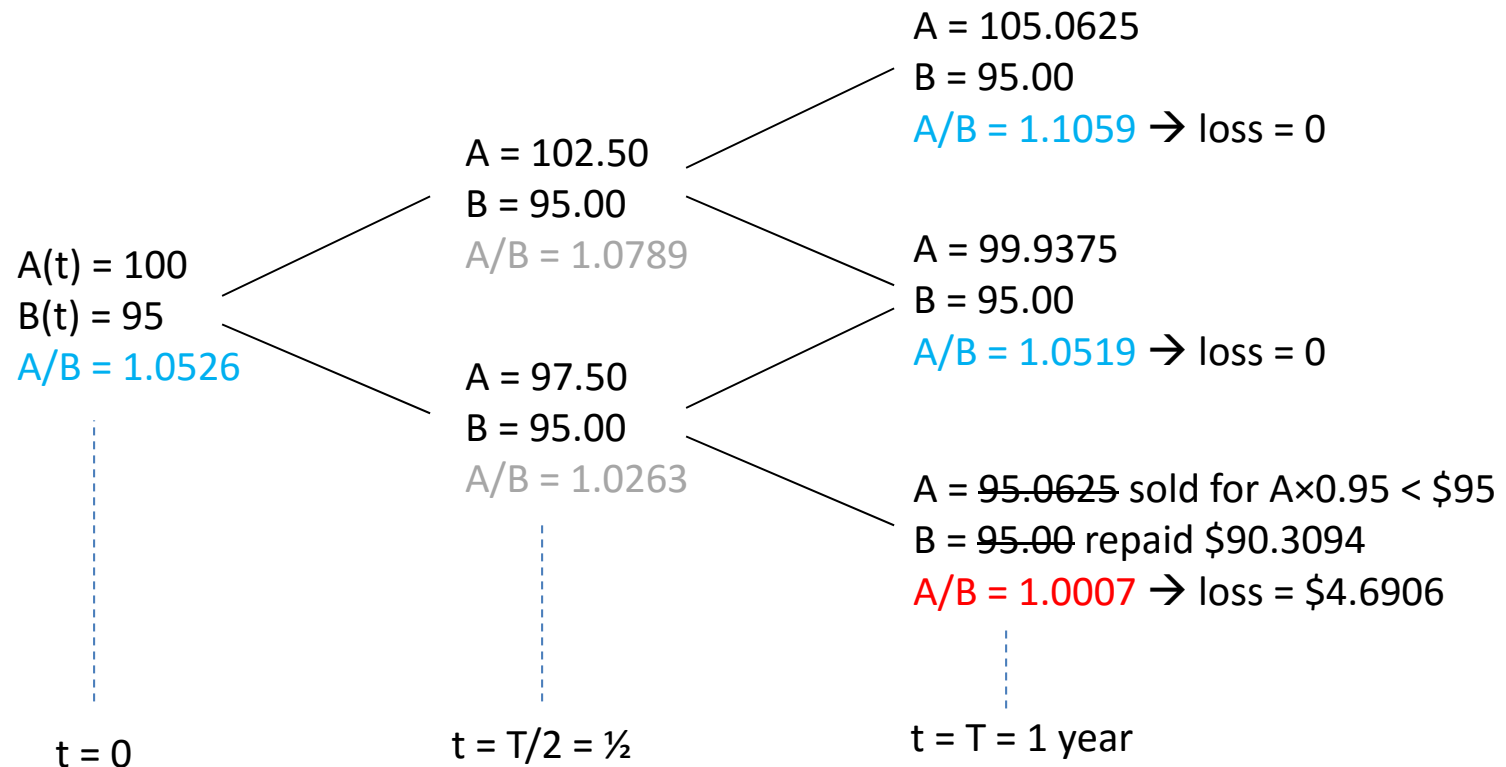 A(t) = 100
B(t) = 95
A/B = 1.0526
A = 102.50
B = 95.00
A/B = 1.0789
A = 97.50
B = 95.00
A/B = 1.0263
A = 105.0625
B = 95.00
A/B = 1.1059 → loss = 0
A = 99.9375
B = 95.00
A/B = 1.0519 → loss = 0
A = 95.0625 sold for A×0.95 < $95
B = 95.00 repaid $90.3094
A/B = 1.0007 → loss = $4.6906
t = 0
t = T/2 = ½
t = T = 1 year